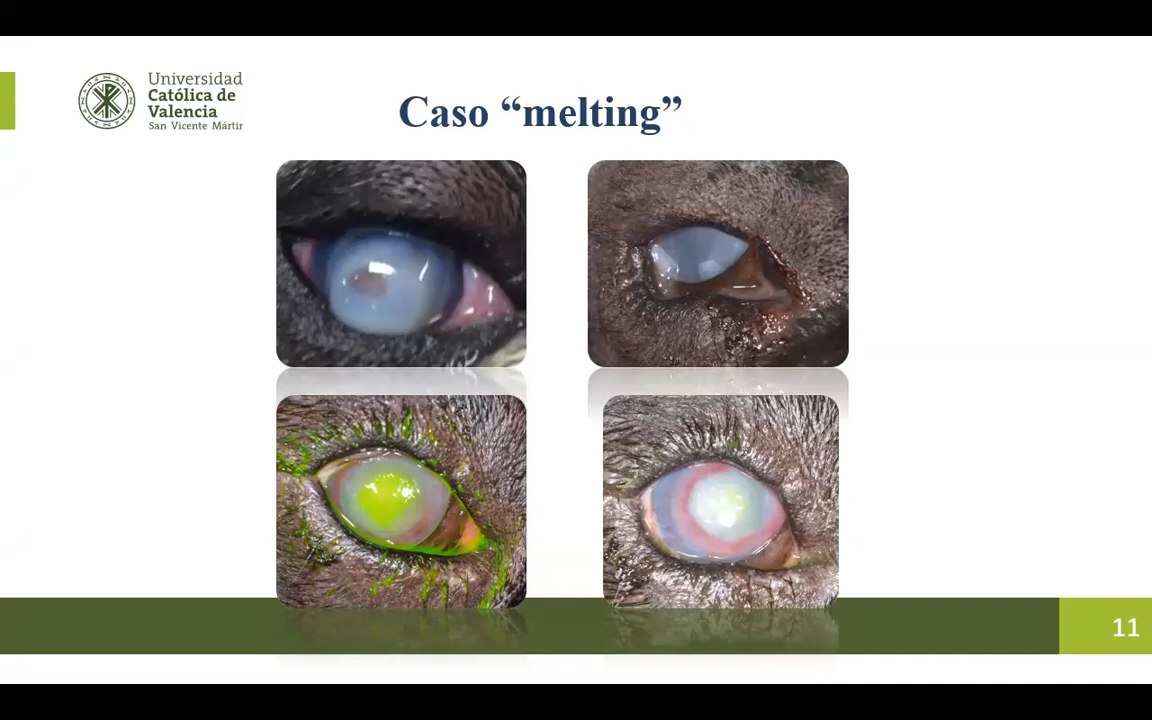 Universidad
Católica de
Valencia
San Vicente Mártir
Caso “melting”
11